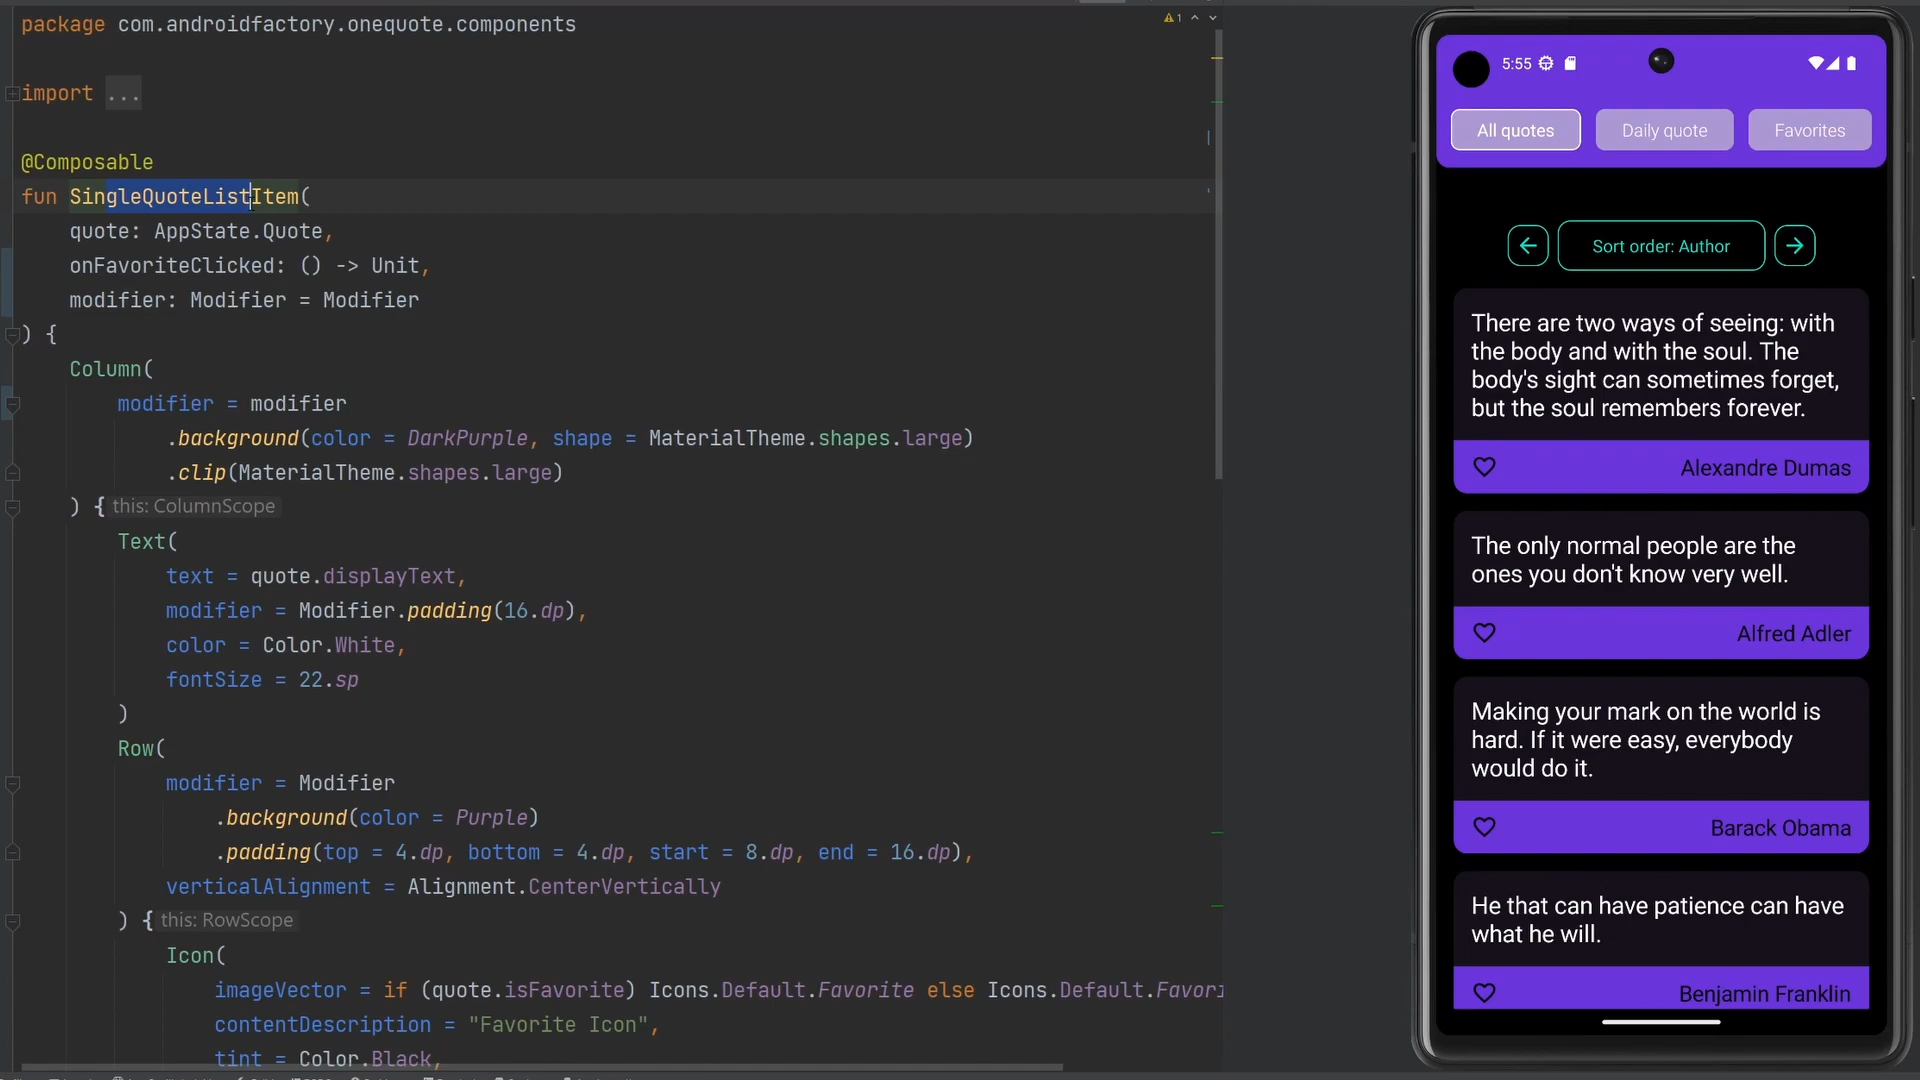 package com.androidfactory.onequote.components
1
import ...
@Composable
fun SingleQuoteListItem(
quote: AppState.Quote,
onFavoriteClicked: () -> Unit,
modifier: Modifier = Modifier
) {
Column(
modifier = modifier
.background(color = DarkPurple, shape = MaterialTheme.shapes.large)
.clip(MaterialTheme.shapes.large)
) { this: ColumnScope
Text(
text = quote.displayText,
modifier = Modifier.padding(16.dp),
color = Color.White,
fontSize = 22.sp
)
Row(
modifier = Modifier
.background(color = Purple)
.padding(top = 4.dp, bottom = 4.dp, start = 8.dp, end = 16.dp),
verticalAlignment = Alignment.CenterVertically
) { this: RowScope
Icon(
imageVector = if (quote.isFavorite) Icons.Default.Favorite else Icons.Default.Favori
contentDescription = "Favorite Icon",
tint = Color.Black,
5:55
All quotes
Daily quote
Favorites
Sort order: Author
There are two ways of seeing: with
the body and with the soul. The
body's sight can sometimes forget,
but the soul remembers forever.
Alexandre Dumas
The only normal people are the
ones you don't know very well.
Alfred Adler
Making your mark on the world is
hard. If it were easy, everybody
would do it.
Barack Obama
He that can have patience can have
what he will.
Benjamin Franklin